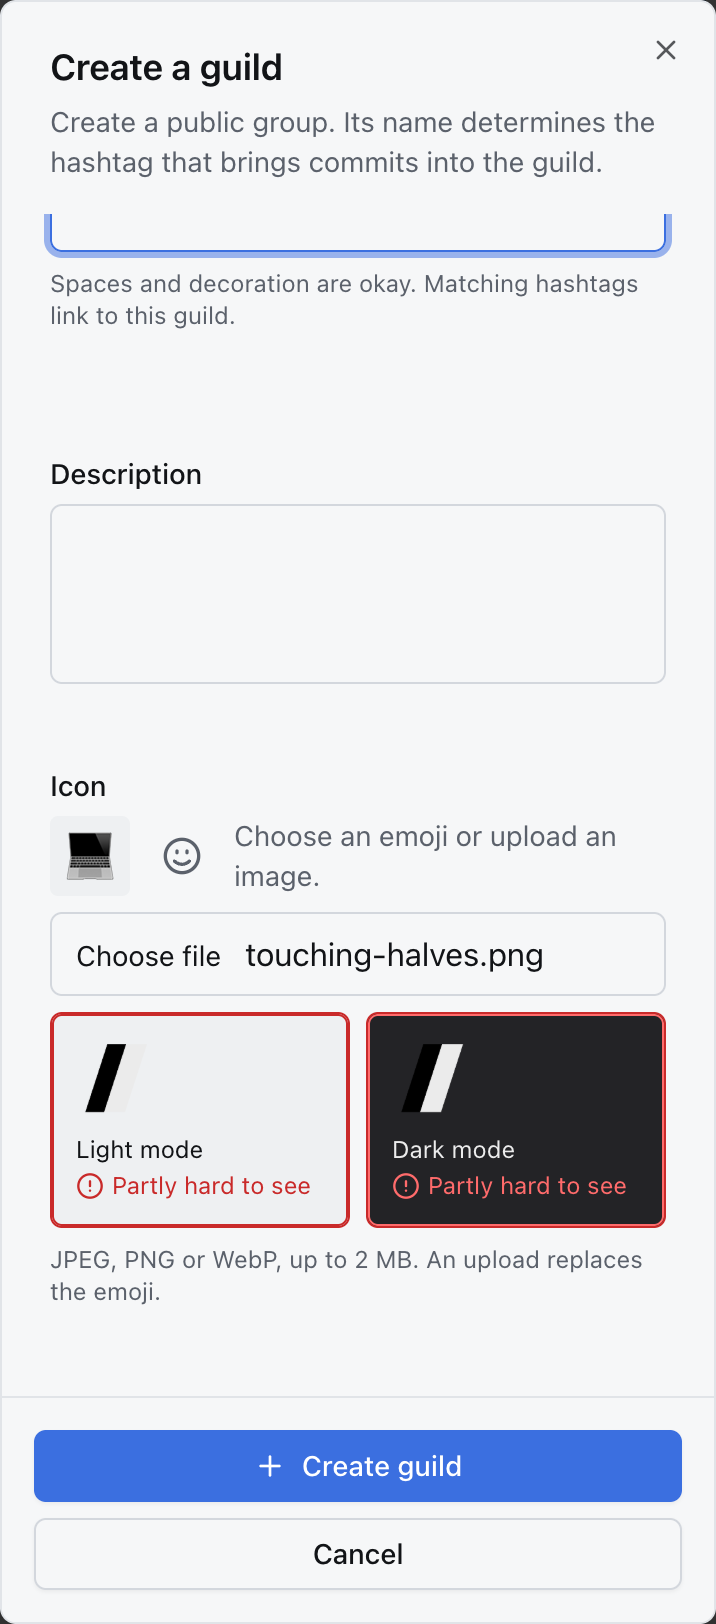 Create a guild
Create a public group. Its name determines the
hashtag that brings commits into the guild.
Spaces and decoration are okay. Matching hashtags
link to this guild.
Description
Icon
Choose an emoji or upload an
image.
Choose file touching-halves.png
Light mode
Partly hard to see
Dark mode
Partly hard to see
JPEG, PNG or WebP, up to 2 MB. An upload replaces
the emoji.
Create guild
Cancel